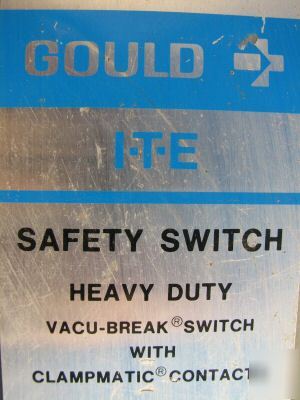 GOULD
I-T-E
SAFETY SWITCH
HEAVY DUTY
VACU-BREAK® SWITCH
WITH
CLAMPMATIC® CONTACT